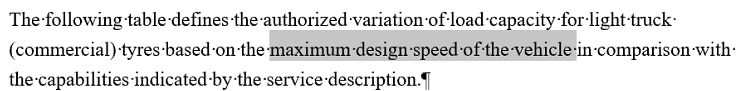 The following table defines the authorized variation of load capacity for light truck
(commercial) tyres based on the maximum design speed of the vehicle in comparison with
the capabilities indicated by the service description.¶